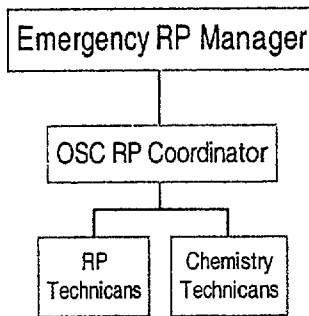 Emergency RP Manager
OSC RP Coordinator
RP
Technicans
Chemistry
Technicans